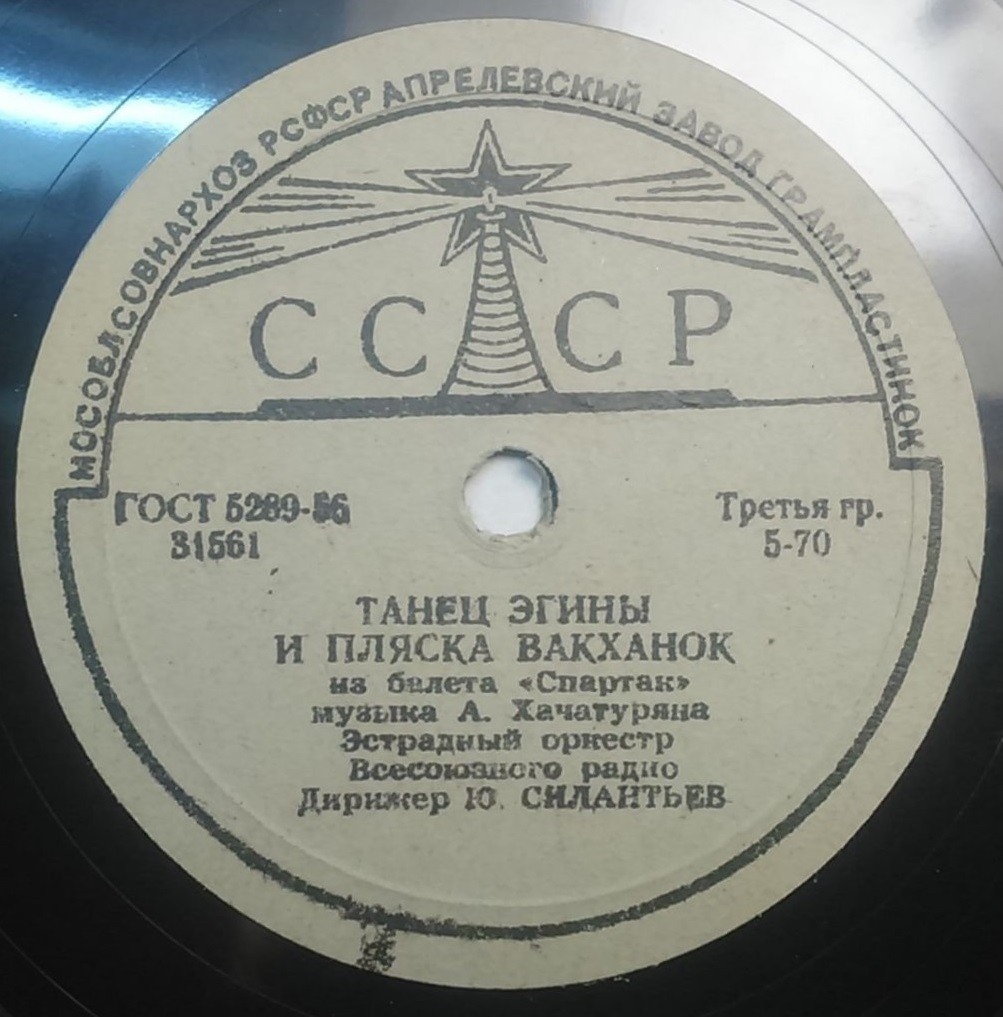 МОСОБЛСОВНАРХОЗ РСФСР АПРЕЛЕВСКИЙ ЗАВОД ГРАМПЛАСТИНОК
СССР
ГОСТ 5289-56
31561
Третья гр.
5-70
ТАНЕЦ ЭГИНЫ
И ПЛЯСКА ВАКХАНОК
из балета «Спартак»
музыка А. Хачатуряна
Эстрадный оркестр
Всесоюзного радио
Дирижер Ю. СИЛАНТЬЕВ